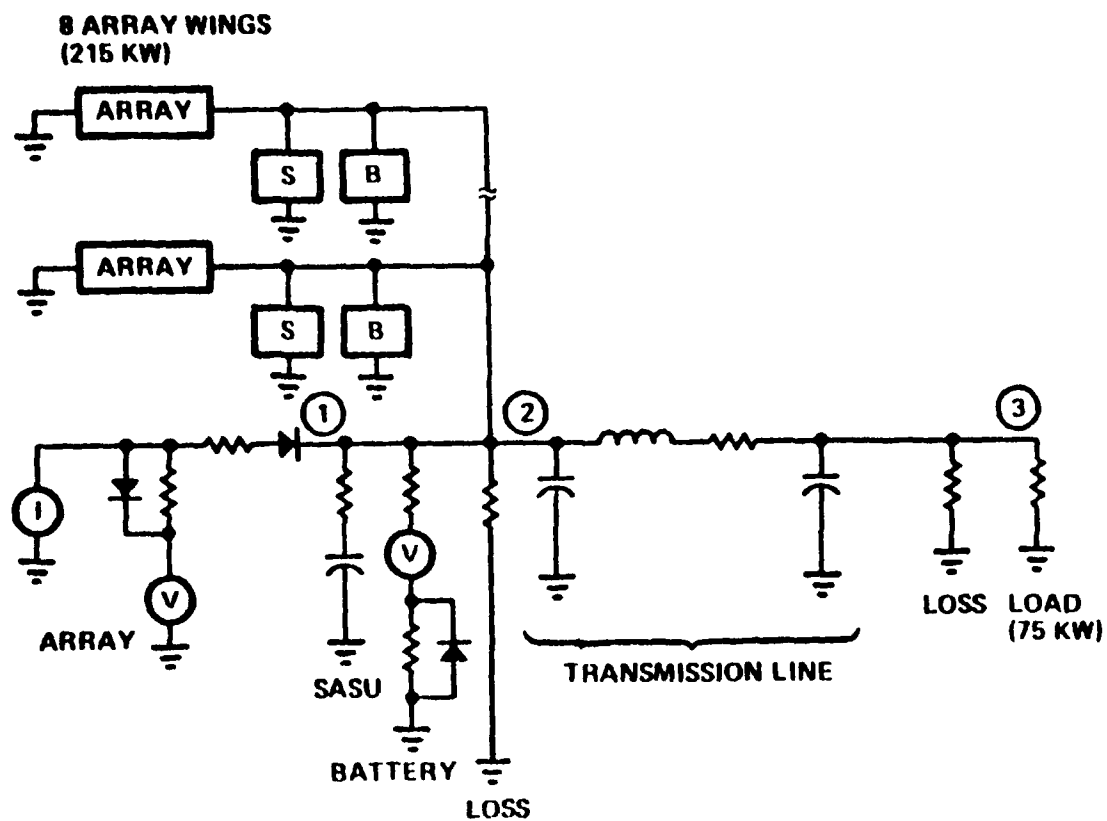 8 ARRAY WINGS
(215 KW)
ARRAY
S
B
ARRAY
S
B
1
2
3
I
V
V
ARRAY
SASU
BATTERY
LOSS
TRANSMISSION LINE
LOSS
LOAD
(75 KW)